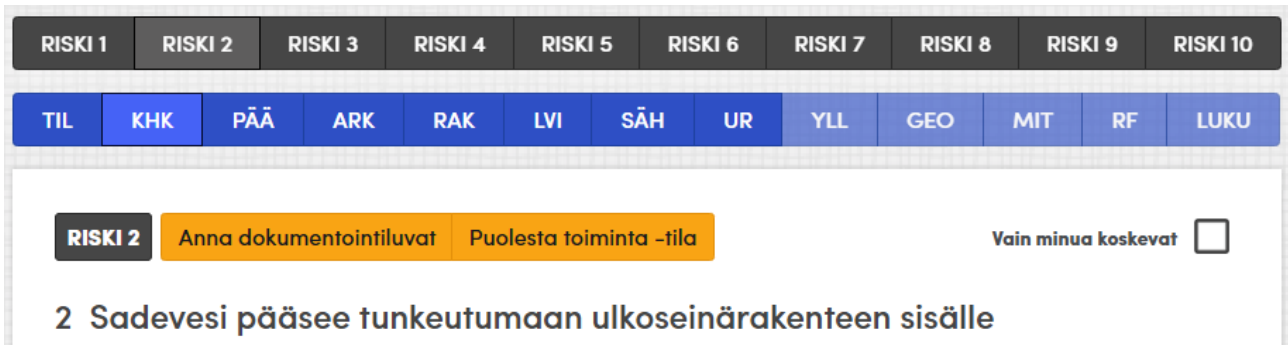 RISKI 1 RISKI 2 RISKI 3 RISKI 4 RISKI 5 RISKI 6 RISKI 7 RISKI 8 RISKI 9 RISKI 10
TIL KHK PÄÄ ARK RAK LVI SÄH UR YLL GEO MIT RF LUKU
RISKI 2 Anna dokumentointiluvat Puolesta toiminta -tila Vain minua koskevat
2 Sadevesi pääsee tunkeutumaan ulkoseinärakenteen sisälle